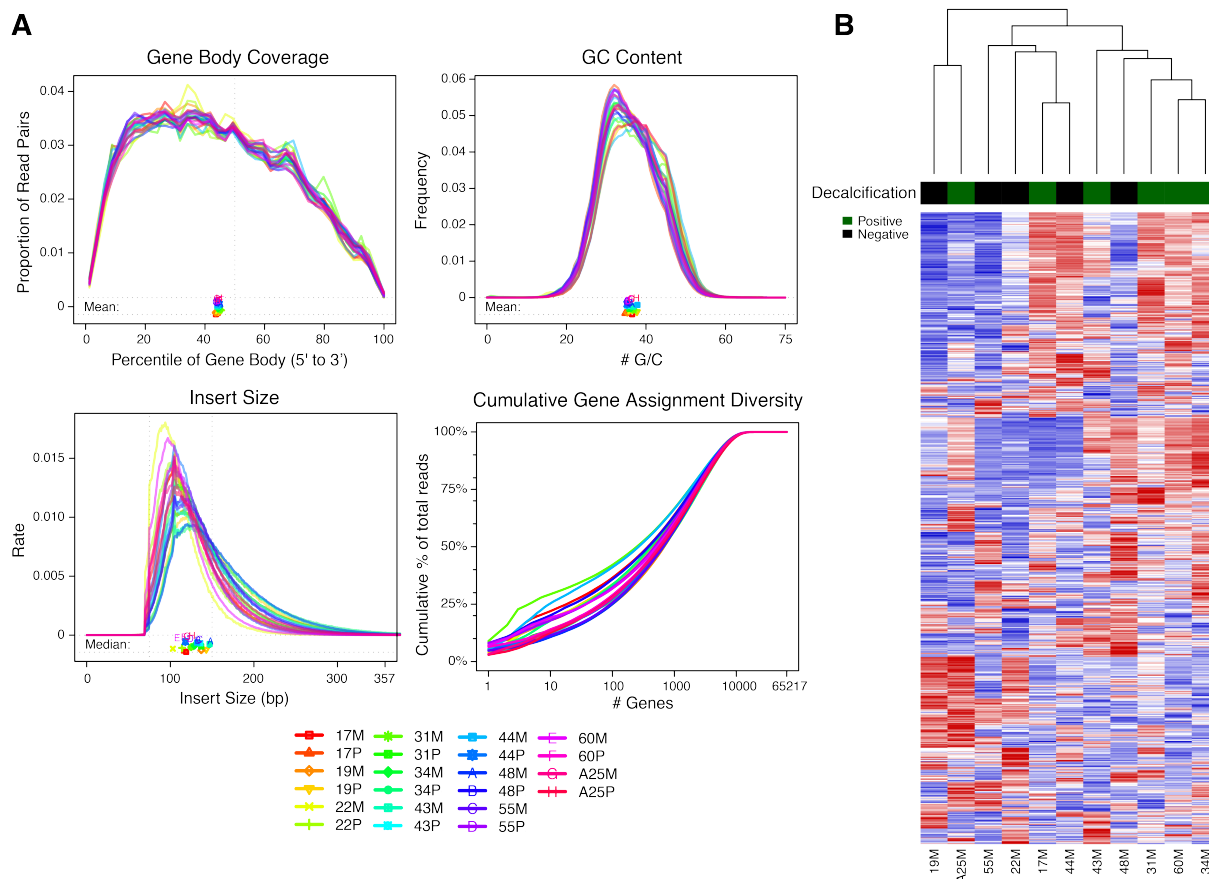 A
Gene Body Coverage
Proportion of Read Pairs
0.04
0.03
0.02
0.01
0
Mean:
0 20 40 60 80 100
Percentile of Gene Body (5' to 3')
GC Content
Frequency
0.06
0.05
0.04
0.03
0.02
0.01
0
Mean:
0 20 40 60 75
# G/C
Insert Size
Rate
0.015
0.010
0.005
0
Median:
0 100 200 300 357
Insert Size (bp)
Cumulative Gene Assignment Diversity
Cumulative % of total reads
100%
75%
50%
25%
0%
1 10 100 1000 10000 65217
# Genes
17M
17P
19M
19P
22M
22P
31M
31P
34M
34P
43M
43P
44M
44P
A 48M
B 48P
C 55M
D 55P
E 60M
F 60P
G A25M
H A25P
B
Decalcification
Positive
Negative
19M A25M 55M 22M 17M 44M 43M 48M 31M 60M 34M